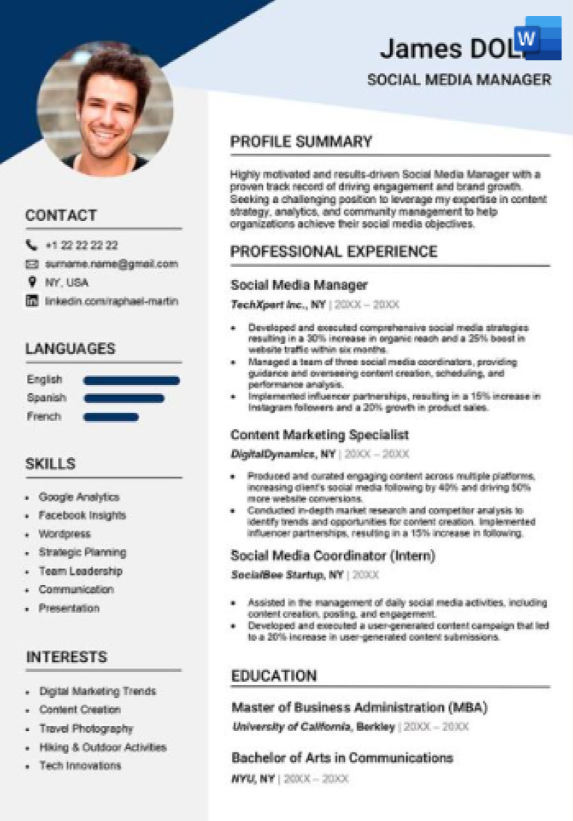 James DOE
SOCIAL MEDIA MANAGER
W
CONTACT
+1 22 22 22 22
surname.name@gmail.com
NY, USA
in linkedin.com/raphael-martin
LANGUAGES
English
Spanish
French
SKILLS
• Google Analytics
• Facebook Insights
• Wordpress
• Strategic Planning
• Team Leadership
• Communication
• Presentation
INTERESTS
• Digital Marketing Trends
• Content Creation
• Travel Photography
• Hiking & Outdoor Activities
• Tech Innovations
PROFILE SUMMARY
Highly motivated and results-driven Social Media Manager with a
proven track record of driving engagement and brand growth.
Seeking a challenging position to leverage my expertise in content
strategy, analytics, and community management to help
organizations achieve their social media objectives.
PROFESSIONAL EXPERIENCE
Social Media Manager
TechXpert Inc., NY | 20XX – 20XX
• Developed and executed comprehensive social media strategies
resulting in a 30% increase in organic reach and a 25% boost in
website traffic within six months.
• Managed a team of three social media coordinators, providing
guidance and overseeing content creation, scheduling, and
performance analysis.
• Implemented influencer partnerships, resulting in a 15% increase in
Instagram followers and a 20% growth in product sales.
Content Marketing Specialist
DigitalDynamics, NY | 20XX – 20XX
• Produced and curated engaging content across multiple platforms,
increasing client's social media following by 40% and driving 50%
more website conversions.
• Conducted in-depth market research and competitor analysis to
identify trends and opportunities for content creation. Implemented
influencer partnerships, resulting in a 15% increase in following.
Social Media Coordinator (Intern)
SocialBee Startup, NY | 20XX
• Assisted in the management of daily social media activities, including
content creation, posting, and engagement.
• Developed and executed a user-generated content campaign that led
to a 20% increase in user-generated content submissions.
EDUCATION
Master of Business Administration (MBA)
University of California, Berkley | 20XX – 20XX
Bachelor of Arts in Communications
NYU, NY | 20XX – 20XX